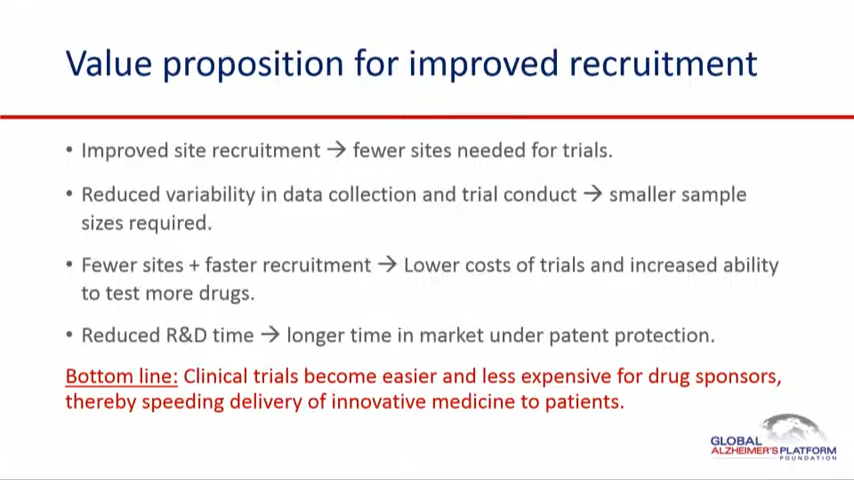 Value proposition for improved recruitment
• Improved site recruitment → fewer sites needed for trials.
• Reduced variability in data collection and trial conduct → smaller sample
sizes required.
• Fewer sites + faster recruitment → Lower costs of trials and increased ability
to test more drugs.
• Reduced R&D time → longer time in market under patent protection.
Bottom line: Clinical trials become easier and less expensive for drug sponsors,
thereby speeding delivery of innovative medicine to patients.
GLOBAL
ALZHEIMER'S PLATFORM
FOUNDATION